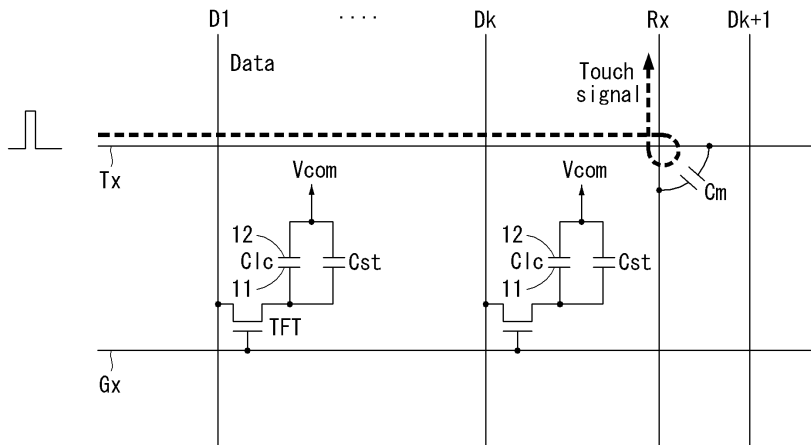 D1 ···· Dk Rx Dk+1
Data
Touch
signal
Tx
Cm
Vcom Vcom
12 12
Clc Cst Clc Cst
11 11
TFT
Gx